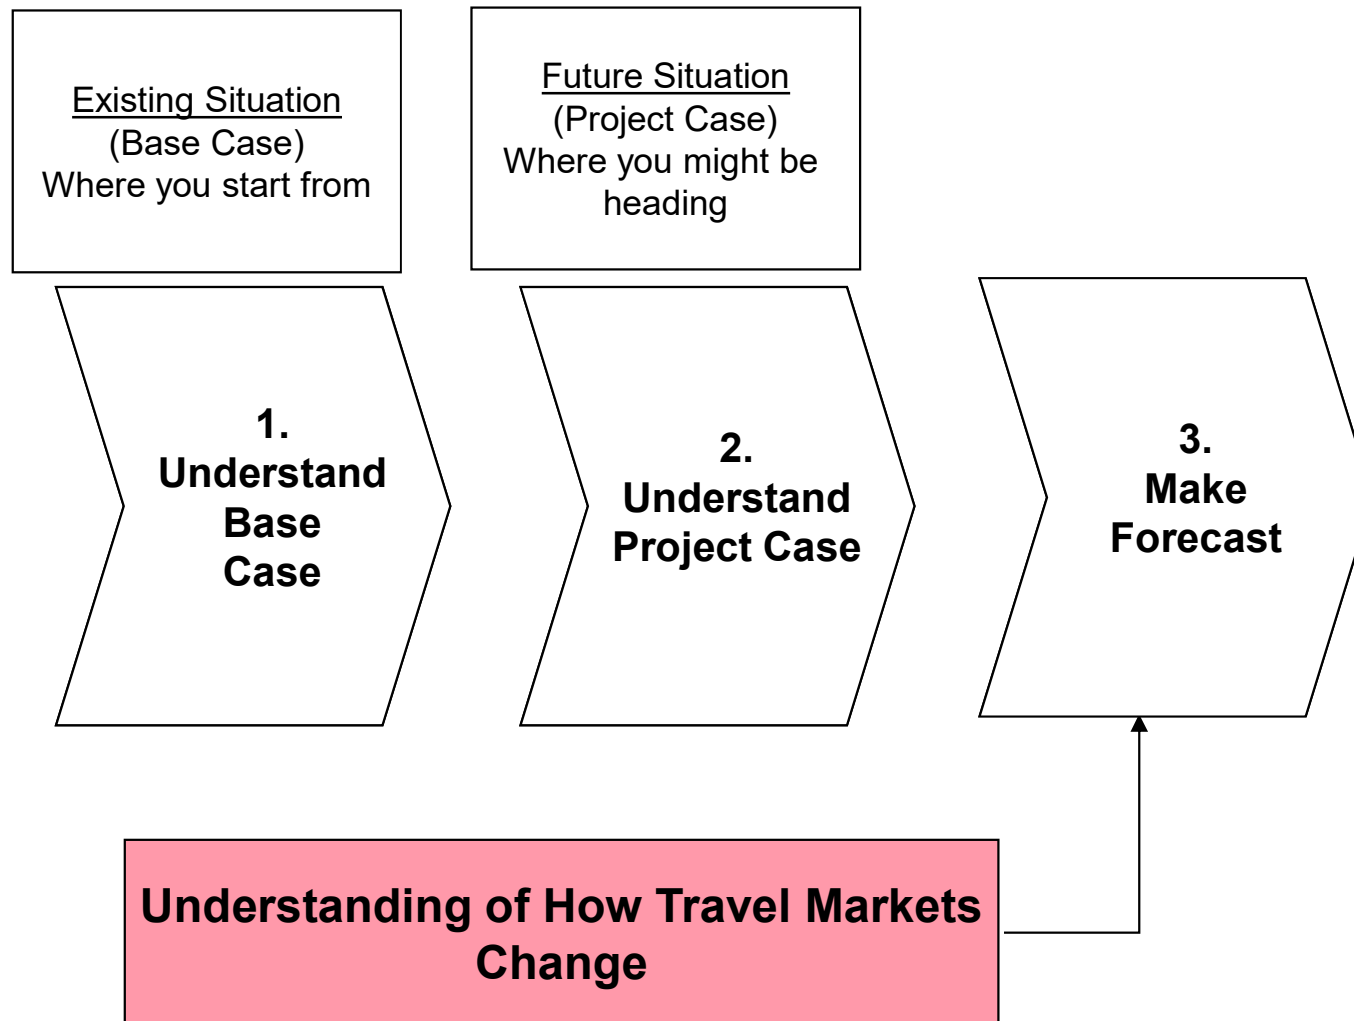 Existing Situation
(Base Case)
Where you start from
Future Situation
(Project Case)
Where you might be
heading
1.
Understand
Base
Case
2.
Understand
Project Case
3.
Make
Forecast
Understanding of How Travel Markets
Change